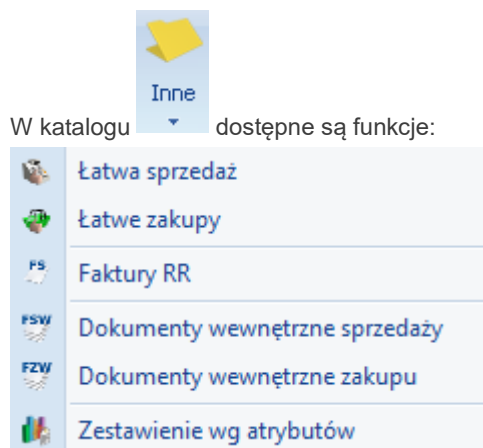 Inne
W katalogu dostępne są funkcje:
Łatwa sprzedaż
Łatwe zakupy
FS Faktury RR
FSW Dokumenty wewnętrzne sprzedaży
FZW Dokumenty wewnętrzne zakupu
Zestawienie wg atrybutów